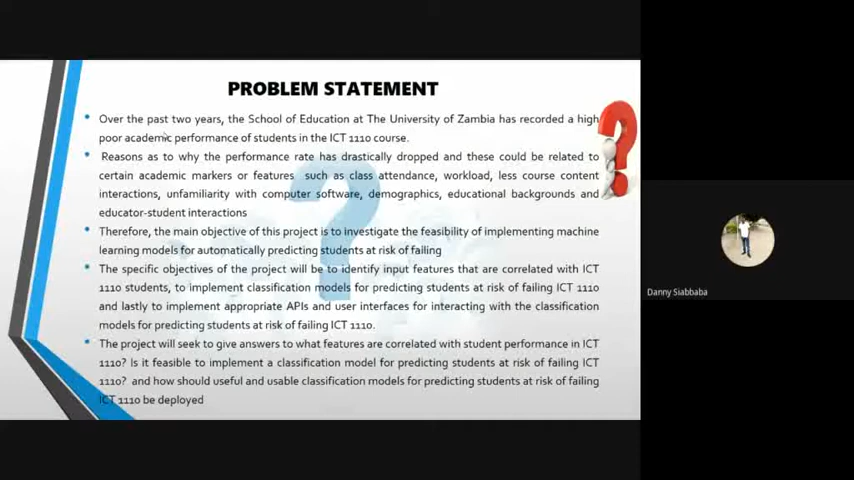 PROBLEM STATEMENT
Over the past two years, the School of Education at The University of Zambia has recorded a high
poor academic performance of students in the ICT 1110 course.
Reasons as to why the performance rate has drastically dropped and these could be related to
certain academic markers or features such as class attendance, workload, less course content
interactions, unfamiliarity with computer software, demographics, educational backgrounds and
educator-student interactions
Therefore, the main objective of this project is to investigate the feasibility of implementing machine
learning models for automatically predicting students at risk of failing
The specific objectives of the project will be to identify input features that are correlated with ICT
1110 students, to implement classification models for predicting students at risk of failing ICT 1110
and lastly to implement appropriate APIs and user interfaces for interacting with the classification
models for predicting students at risk of failing ICT 1110.
The project will seek to give answers to what features are correlated with student performance in ICT
1110? Is it feasible to implement a classification model for predicting students at risk of failing ICT
1110? and how should useful and usable classification models for predicting students at risk of failing
ICT 1110 be deployed
Danny Siabbaba